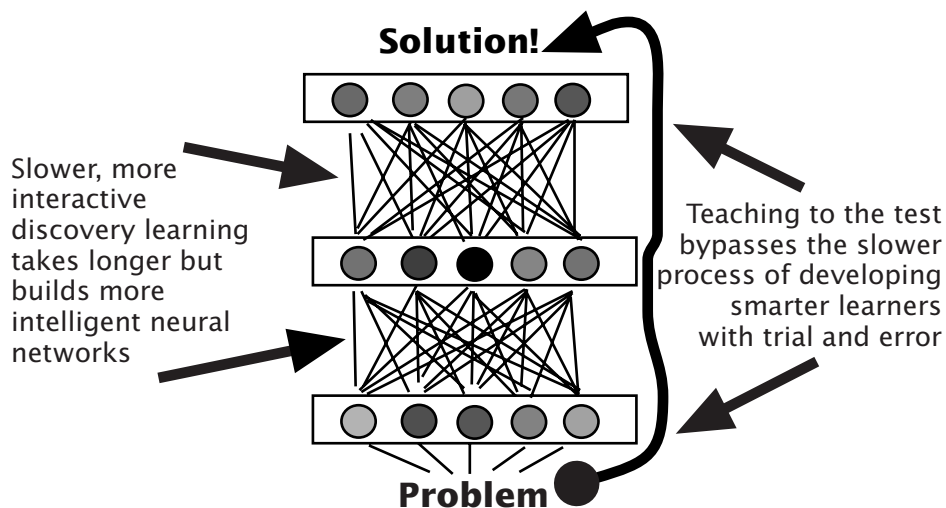 Solution!
Slower, more
interactive
discovery learning
takes longer but
builds more
intelligent neural
networks
Teaching to the test
bypasses the slower
process of developing
smarter learners
with trial and error
Problem